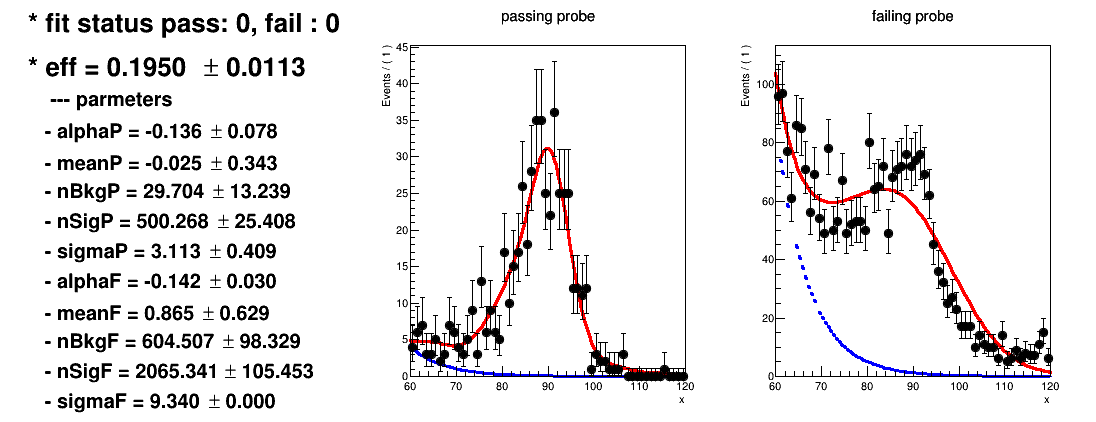 * fit status pass: 0, fail : 0
* eff = 0.1950 ± 0.0113
--- parmeters
- alphaP = -0.136 ± 0.078
- meanP = -0.025 ± 0.343
- nBkgP = 29.704 ± 13.239
- nSigP = 500.268 ± 25.408
- sigmaP = 3.113 ± 0.409
- alphaF = -0.142 ± 0.030
- meanF = 0.865 ± 0.629
- nBkgF = 604.507 ± 98.329
- nSigF = 2065.341 ± 105.453
- sigmaF = 9.340 ± 0.000
passing probe
Events / ( 1 )
45
40
35
30
25
20
15
10
5
0
60 70 80 90 100 110 120
x
failing probe
Events / ( 1 )
100
80
60
40
20
0
60 70 80 90 100 110 120
x